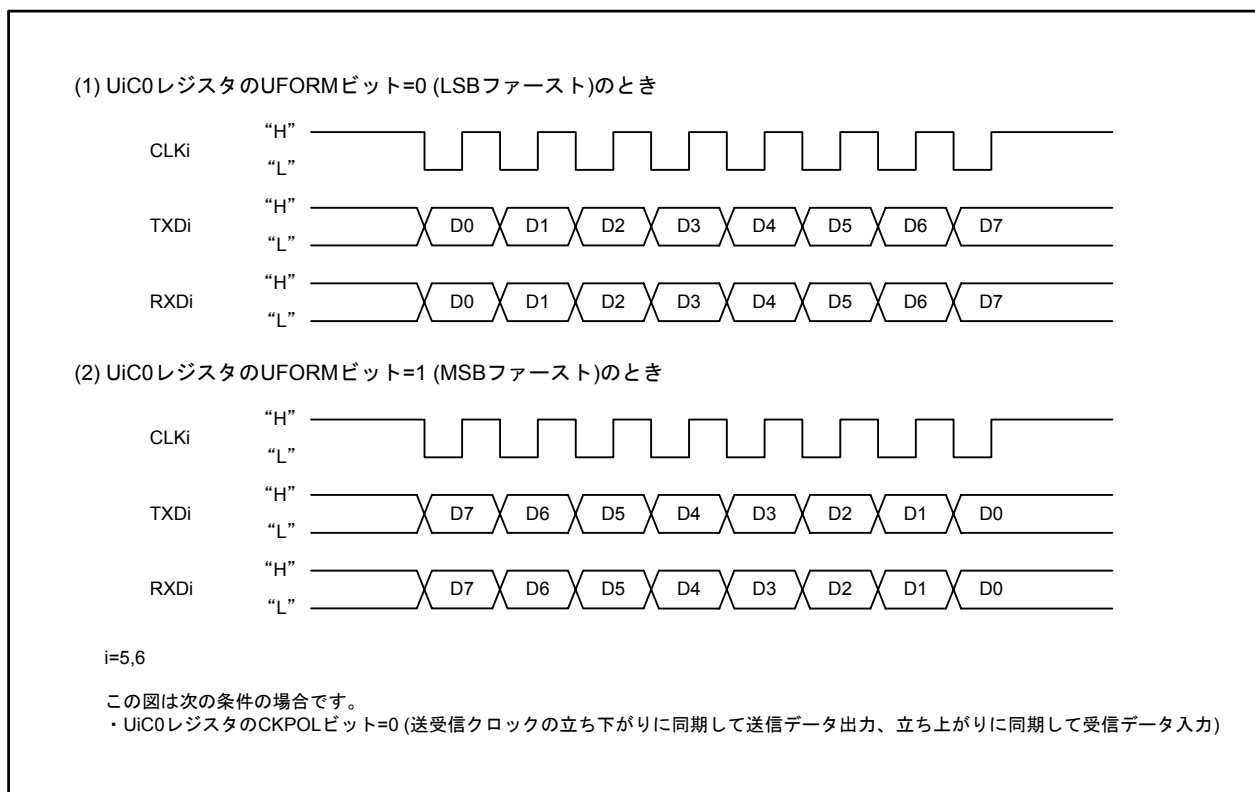 (1) UiC0レジスタのUFORMビット=0 (LSBファースト)のとき
CLKi “H”
“L”
TXDi “H” D0 D1 D2 D3 D4 D5 D6 D7
“L”
RXDi “H” D0 D1 D2 D3 D4 D5 D6 D7
“L”
(2) UiC0レジスタのUFORMビット=1 (MSBファースト)のとき
CLKi “H”
“L”
TXDi “H” D7 D6 D5 D4 D3 D2 D1 D0
“L”
RXDi “H” D7 D6 D5 D4 D3 D2 D1 D0
“L”
i=5,6
この図は次の条件の場合です。
・UiC0レジスタのCKPOLビット=0 (送受信クロックの立ち下がりに同期して送信データ出力、立ち上がりに同期して受信データ入力)